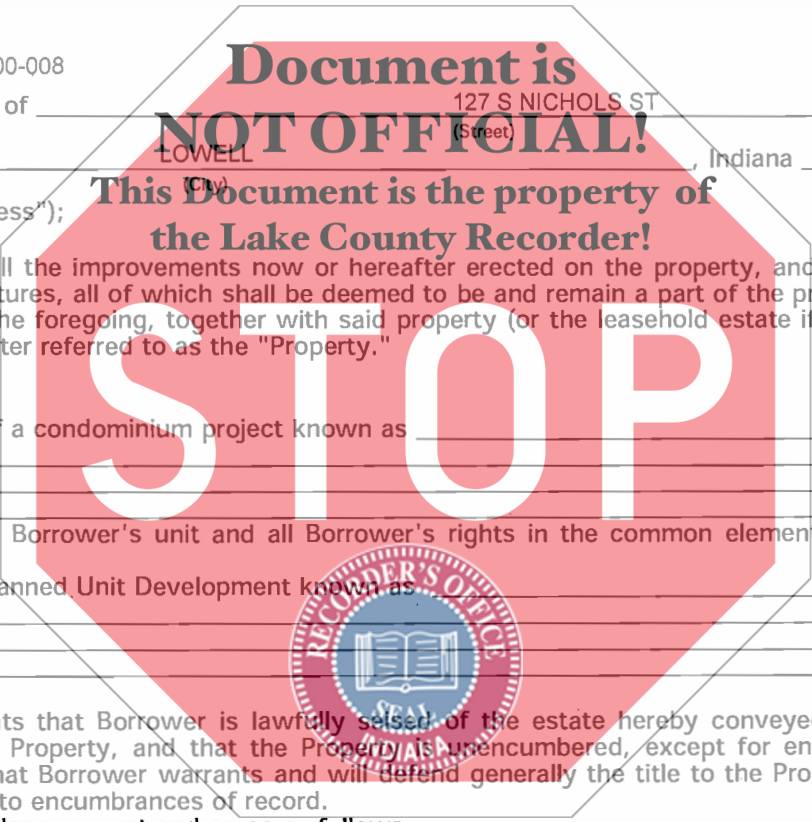 00-008
Document is
of 127 S NICHOLS ST
NOT OFFICIAL!
(Street)
LOWELL , Indiana
(City)
This Document is the property of
ess");
the Lake County Recorder!
ll the improvements now or hereafter erected on the property, and
tures, all of which shall be deemed to be and remain a part of the pr
he foregoing, together with said property (or the leasehold estate if
ter referred to as the "Property."
STOP
f a condominium project known as
Borrower's unit and all Borrower's rights in the common element
anned Unit Development known as
RECORDER'S OFFICE
SEAL
INDIANA
nts that Borrower is lawfully seised of the estate hereby conveye
Property, and that the Property is unencumbered, except for en
hat Borrower warrants and will defend generally the title to the Pro
to encumbrances of record.